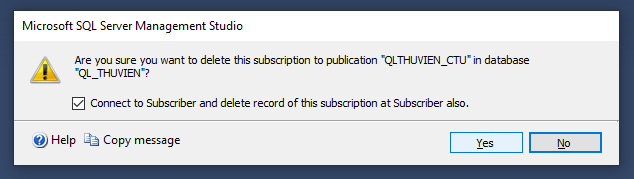 Microsoft SQL Server Management Studio
Are you sure you want to delete this subscription to publication "QLTHUVIEN_CTU" in database
"QL_THUVIEN"?
Connect to Subscriber and delete record of this subscription at Subscriber also.
Help Copy message Yes No